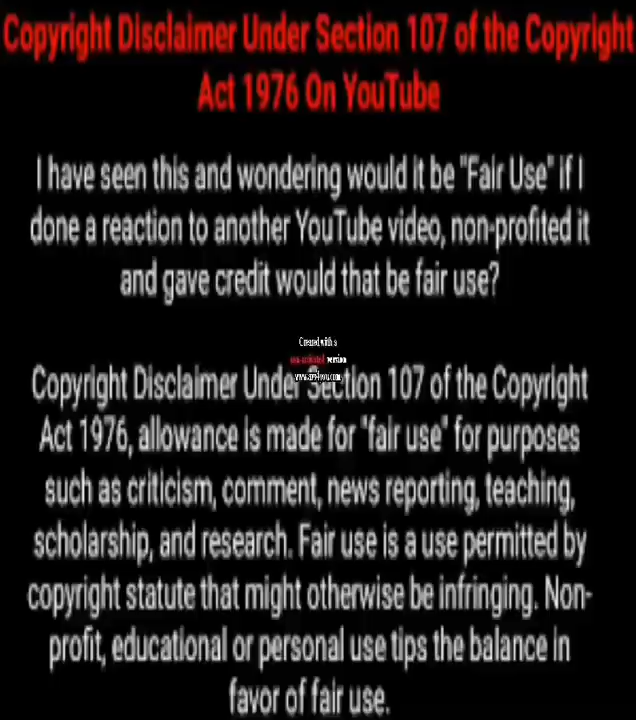 Copyright Disclaimer Under Section 107 of the Copyright
Act 1976 On YouTube
I have seen this and wondering would it be "Fair Use" if I
done a reaction to another YouTube video, non-profited it
and gave credit would that be fair use?
Created with a
non-activated version
Copyright Disclaimer Under Section 107 of the Copyright
Act 1976, allowance is made for "fair use" for purposes
such as criticism, comment, news reporting, teaching,
scholarship, and research. Fair use is a use permitted by
copyright statute that might otherwise be infringing. Non-
profit, educational or personal use tips the balance in
favor of fair use.